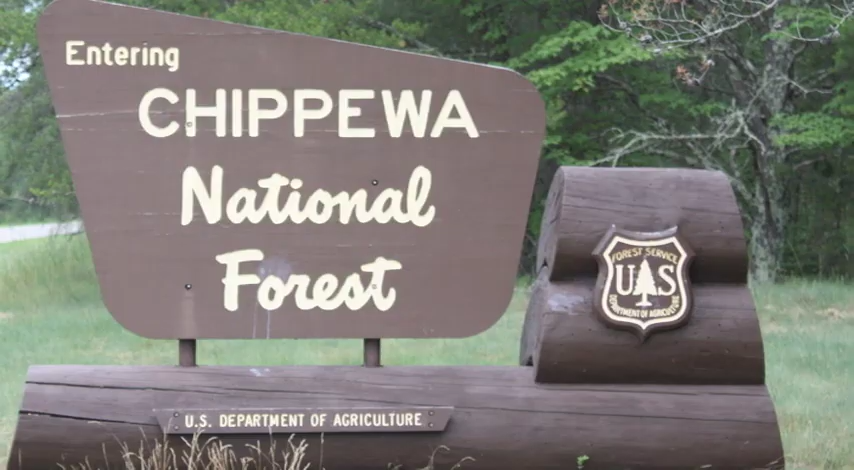 Entering
CHIPPEWA
National
Forest
FOREST SERVICE
U S
DEPARTMENT OF AGRICULTURE
U.S. DEPARTMENT OF AGRICULTURE